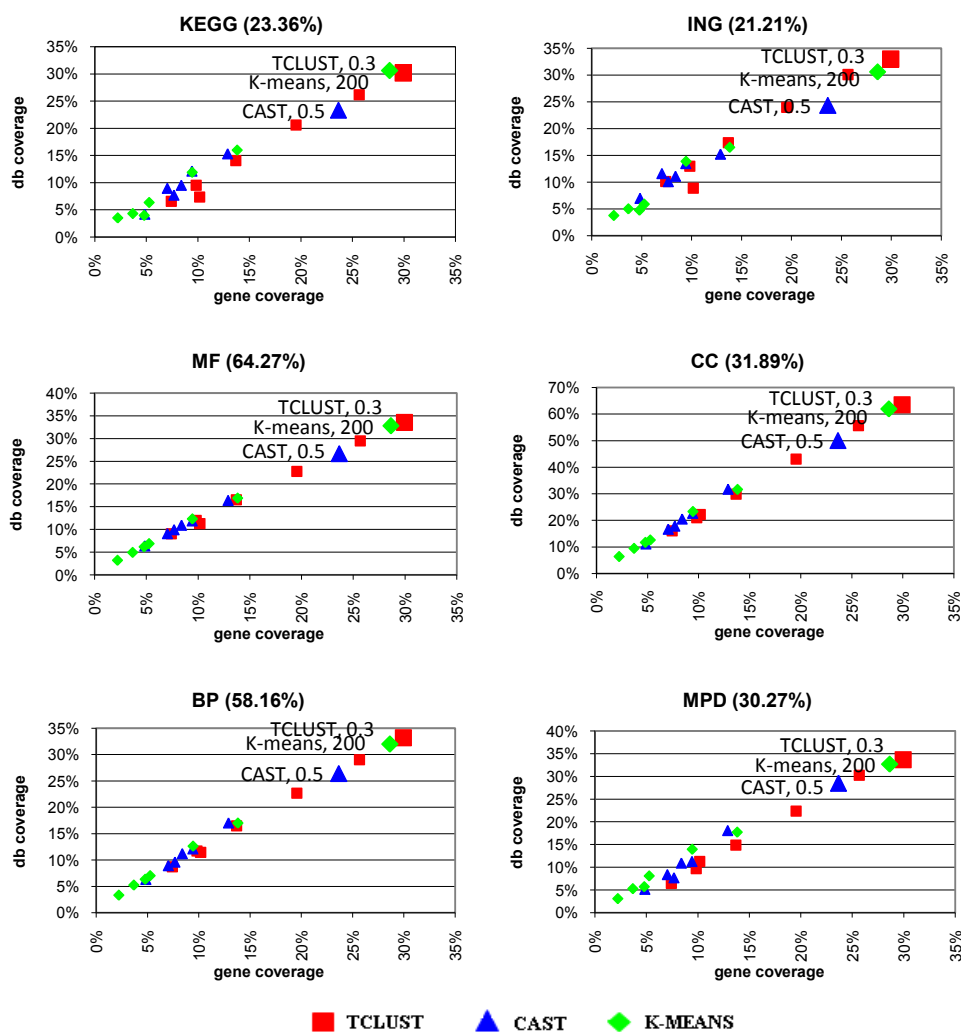 KEGG (23.36%)
35%
30%
25%
20%
15%
10%
5%
0%
db coverage
TCLUST, 0.3
K-means, 200
CAST, 0.5
0%
5%
10%
15%
20%
25%
30%
35%
gene coverage
ING (21.21%)
35%
30%
25%
20%
15%
10%
5%
0%
db coverage
TCLUST, 0.3
K-means, 200
CAST, 0.5
0%
5%
10%
15%
20%
25%
30%
35%
gene coverage
MF (64.27%)
40%
35%
30%
25%
20%
15%
10%
5%
0%
db coverage
TCLUST, 0.3
K-means, 200
CAST, 0.5
0%
5%
10%
15%
20%
25%
30%
35%
gene coverage
CC (31.89%)
70%
60%
50%
40%
30%
20%
10%
0%
db coverage
TCLUST, 0.3
K-means, 200
CAST, 0.5
0%
5%
10%
15%
20%
25%
30%
35%
gene coverage
BP (58.16%)
35%
30%
25%
20%
15%
10%
5%
0%
db coverage
TCLUST, 0.3
K-means, 200
CAST, 0.5
0%
5%
10%
15%
20%
25%
30%
35%
gene coverage
MPD (30.27%)
40%
35%
30%
25%
20%
15%
10%
5%
0%
db coverage
TCLUST, 0.3
K-means, 200
CAST, 0.5
0%
5%
10%
15%
20%
25%
30%
35%
gene coverage
TCLUST CAST K-MEANS